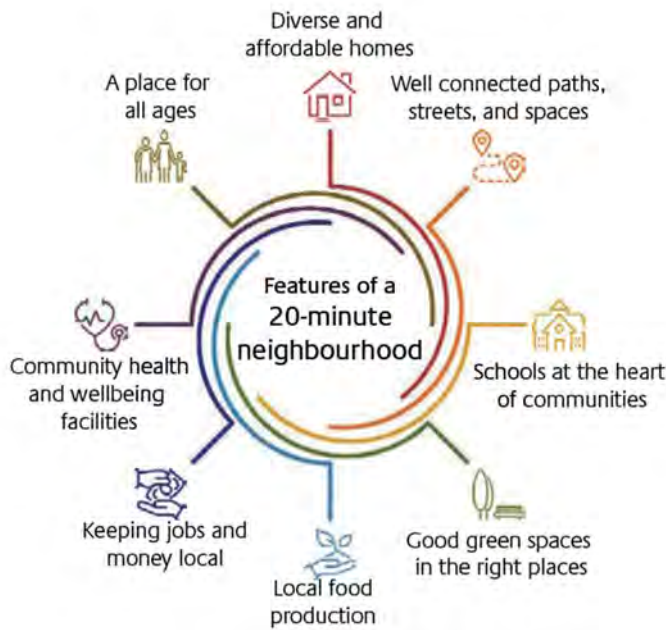 Diverse and
affordable homes
A place for
all ages
Well connected paths,
streets, and spaces
Features of a
20-minute
neighbourhood
Community health
and wellbeing
facilities
Schools at the heart
of communities
Keeping jobs and
money local
Good green spaces
in the right places
Local food
production